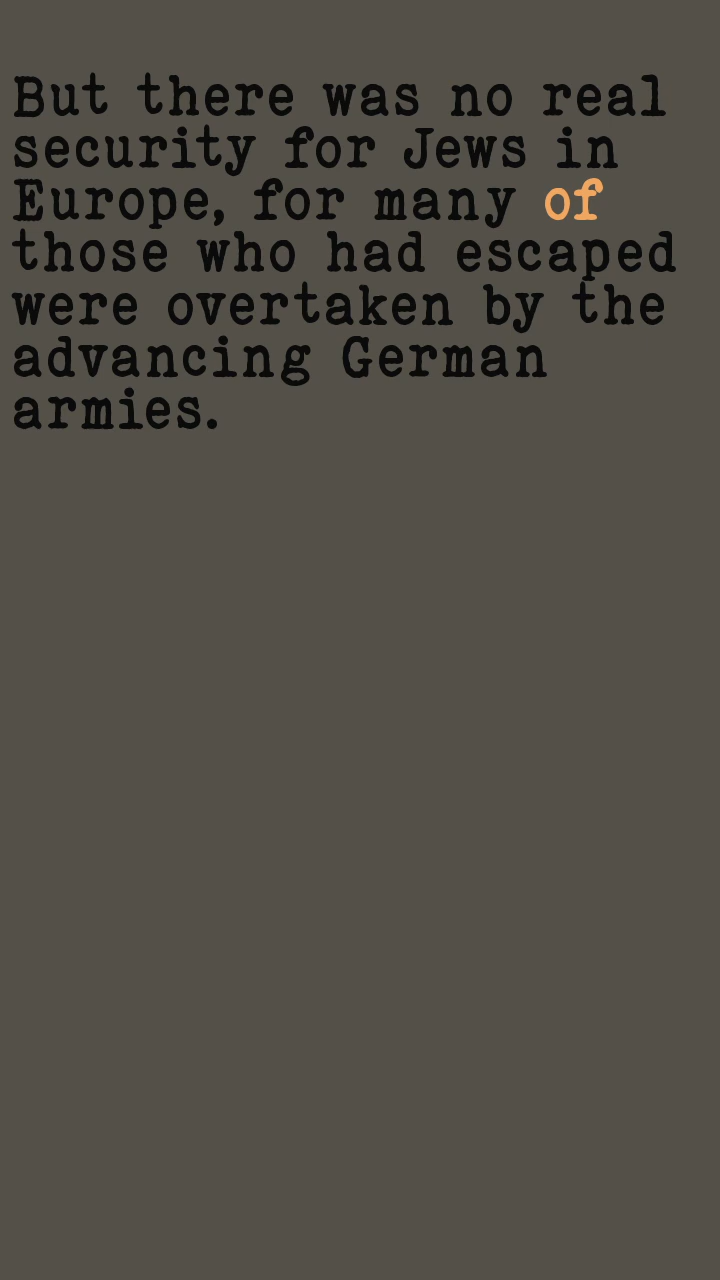 But there was no real
security for Jews in
Europe, for many of
those who had escaped
were overtaken by the
advancing German
armies.